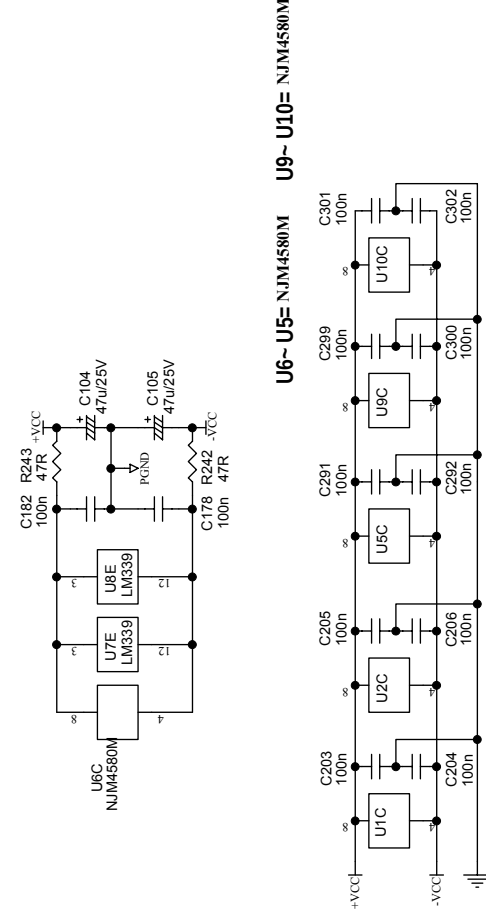 U6~ U5= NJM4580M U9~ U10= NJM4580M
C182
100n
R243
47R
+VCC
C104
47u/25V
+
PGND
C105
47u/25V
+
-VCC
R242
47R
C178
100n
U8E
LM339
3
12
U7E
LM339
3
12
U6C
NJM4580M
8
4
C301
100n
C302
100n
U10C
8
4
C299
100n
C300
100n
U9C
8
4
C291
100n
C292
100n
U5C
8
4
C205
100n
C206
100n
U2C
8
4
C203
100n
C204
100n
U1C
8
4
+VCC
-VCC